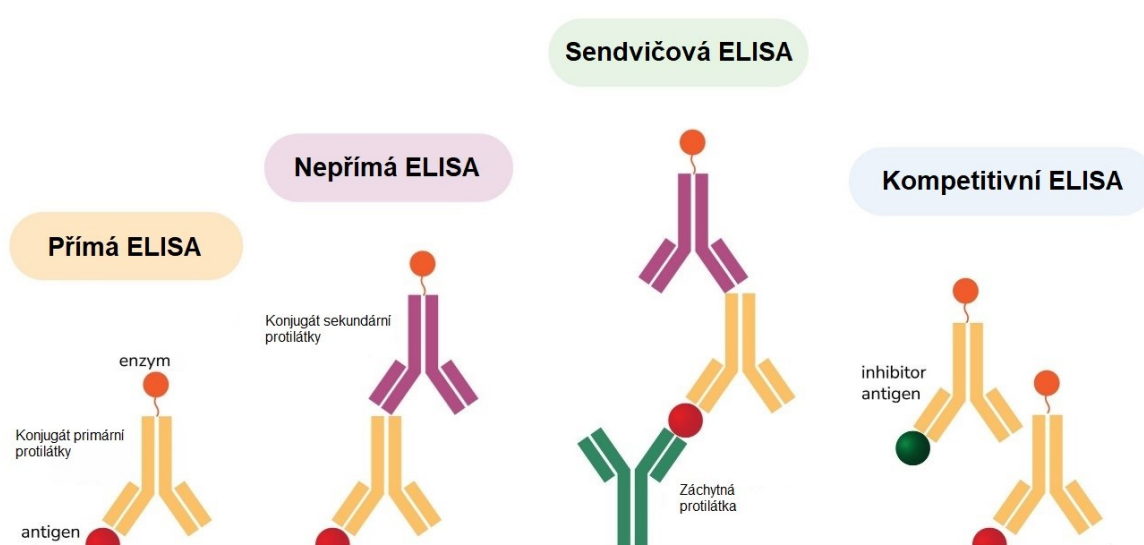 Sendvičová ELISA
Nepřímá ELISA
Kompetitivní ELISA
Přímá ELISA
Konjugát sekundární
protilátky
enzym
inhibitor
antigen
Konjugát primární
protilátky
Záchytná
protilátka
antigen